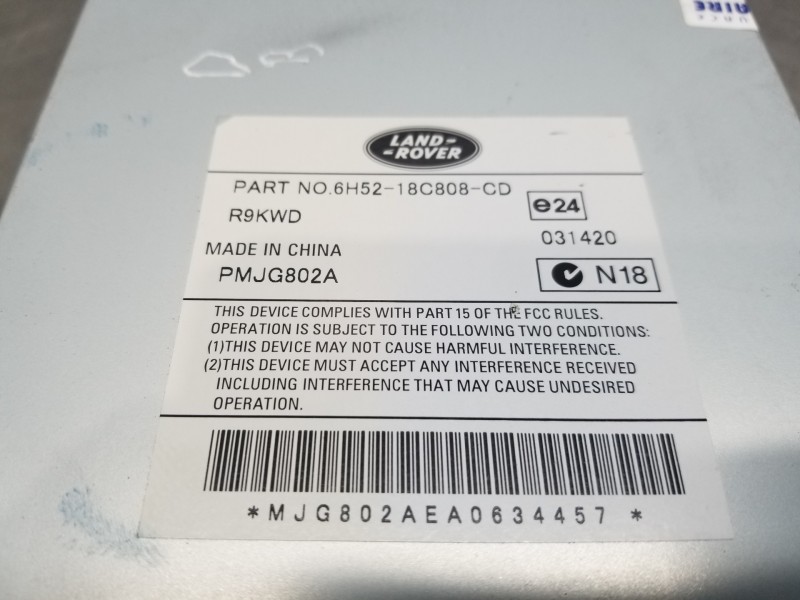 AIRE
LAND-
-ROVER
PART NO.6H52-18C808-CD
R9KWD
e24
031420
MADE IN CHINA
PMJG802A
N18
THIS DEVICE COMPLIES WITH PART 15 OF THE FCC RULES.
OPERATION IS SUBJECT TO THE FOLLOWING TWO CONDITIONS:
(1)THIS DEVICE MAY NOT CAUSE HARMFUL INTERFERENCE.
(2)THIS DEVICE MUST ACCEPT ANY INTERFERENCE RECEIVED
INCLUDING INTERFERENCE THAT MAY CAUSE UNDESIRED
OPERATION.
*MJG802AEA0634457 *